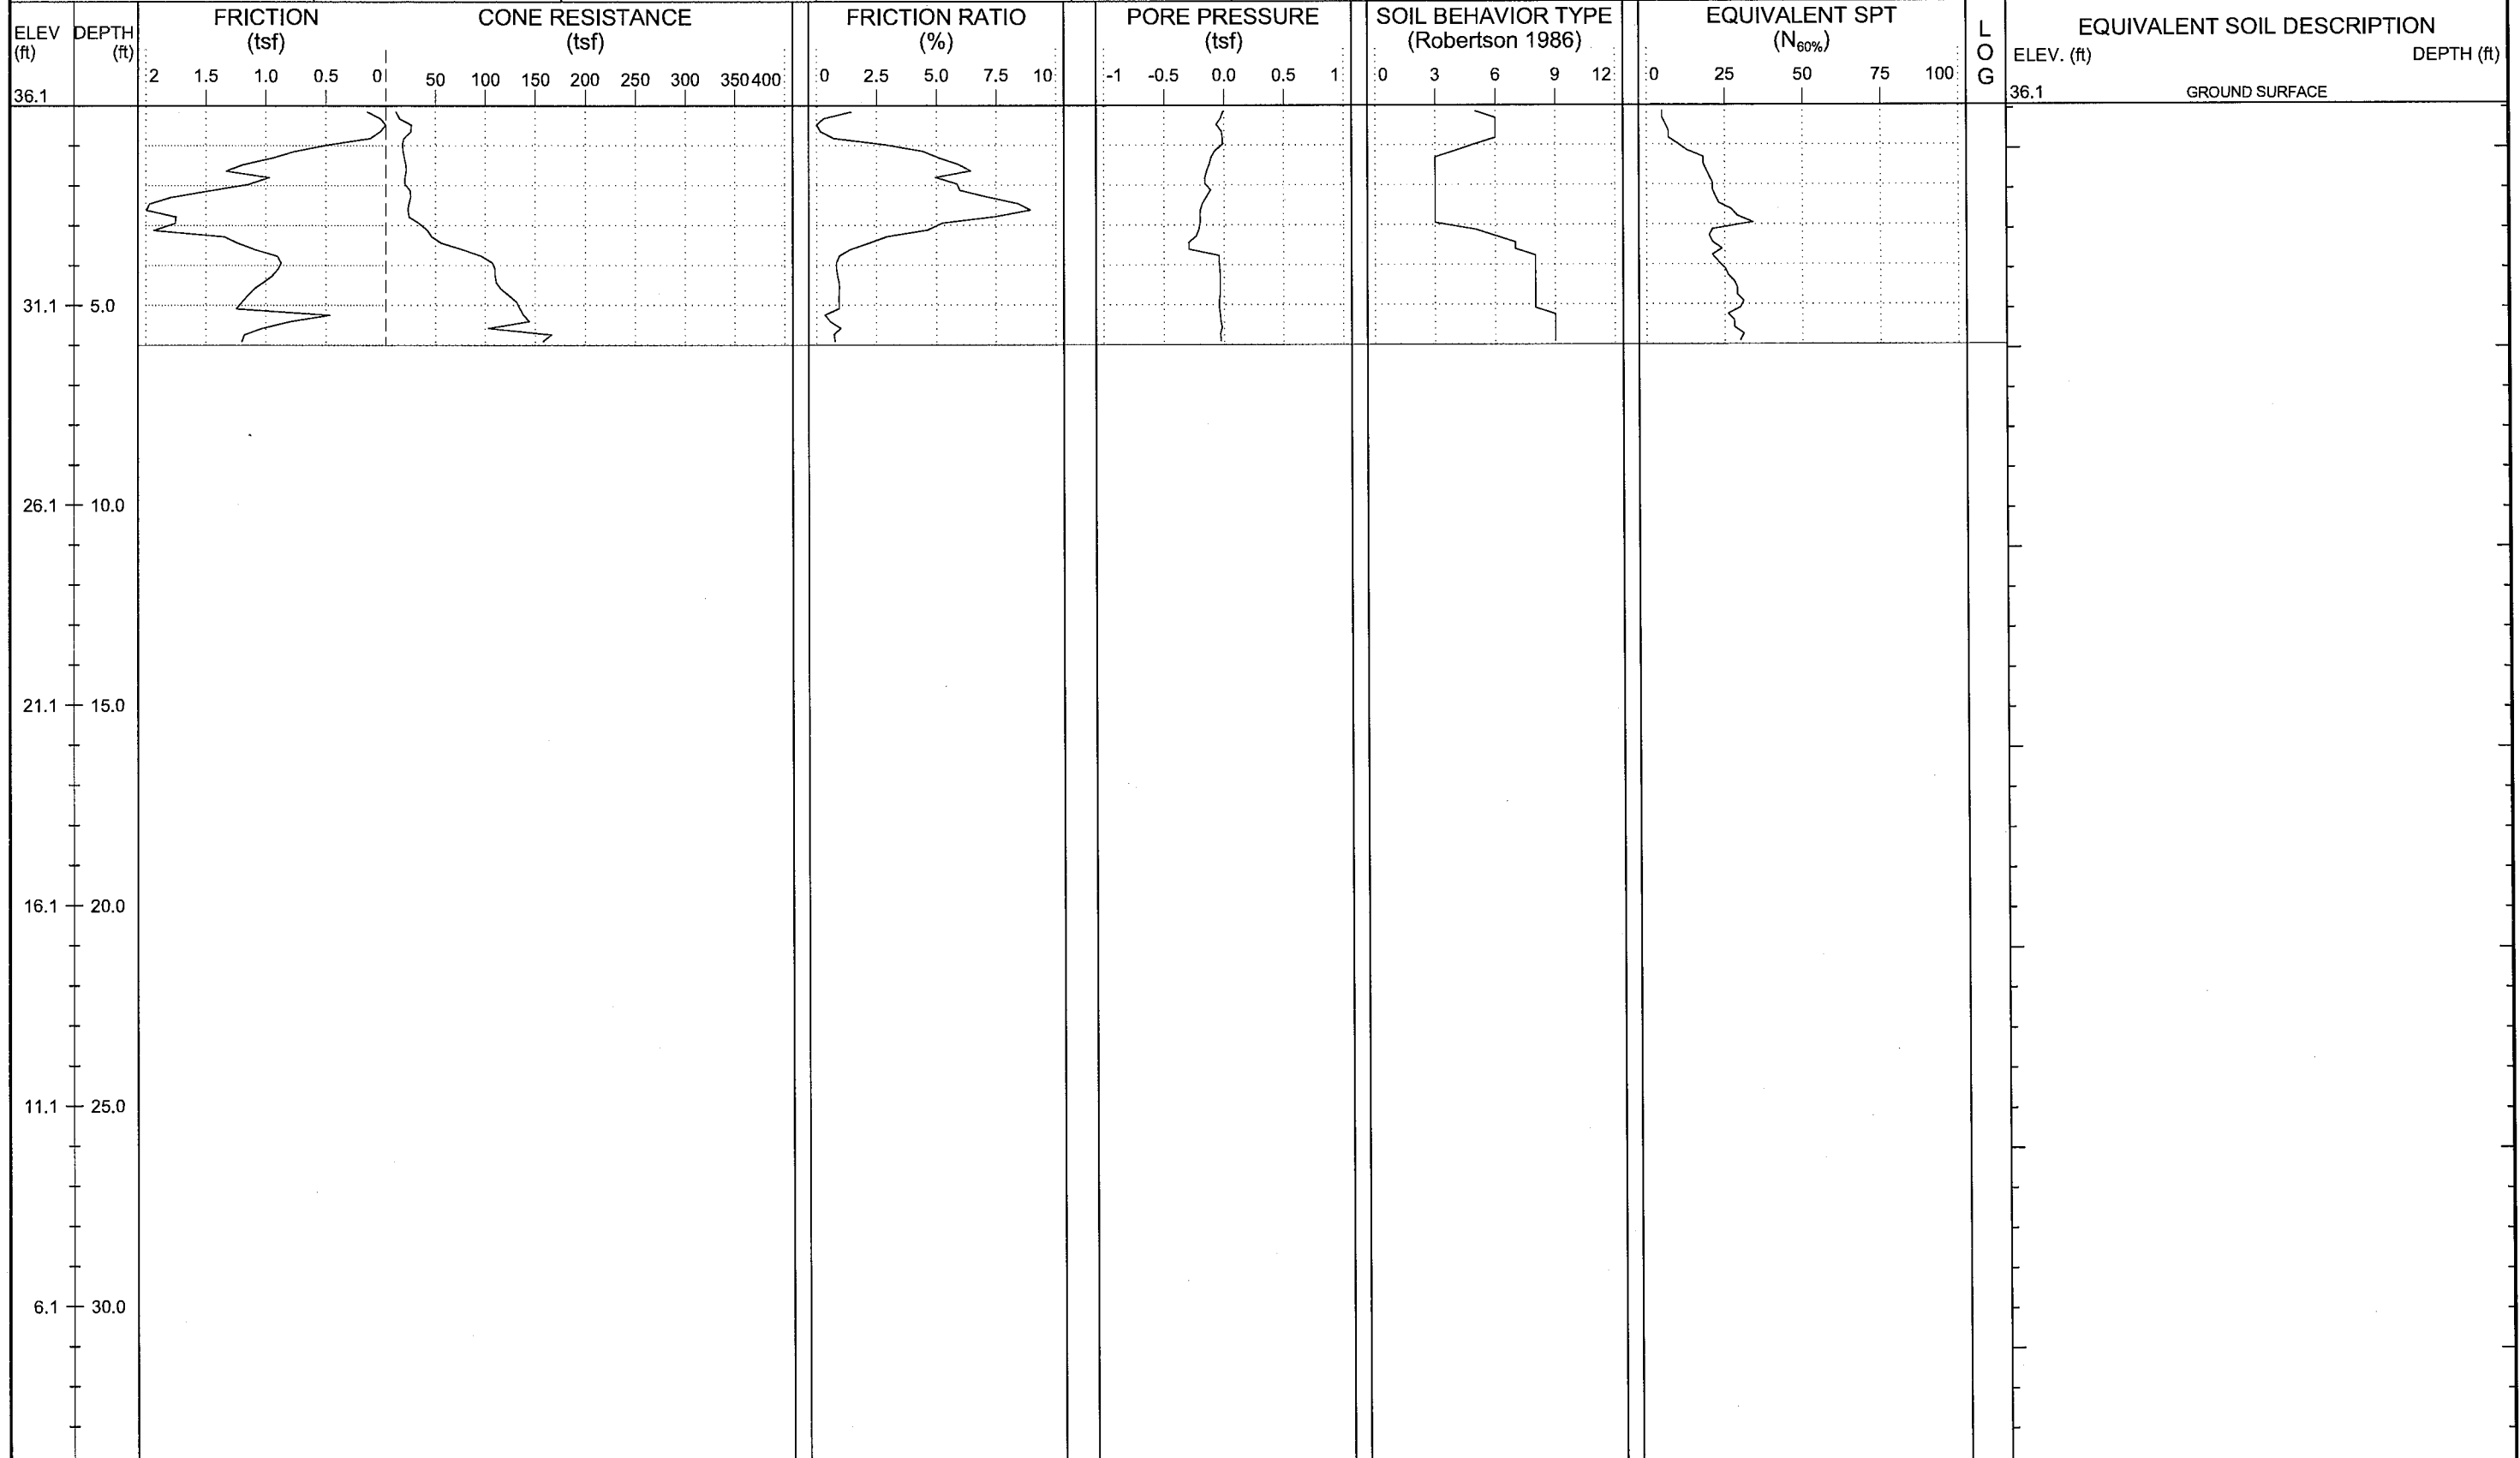 ELEV
(ft)
DEPTH
(ft)
FRICTION
(tsf)
CONE RESISTANCE
(tsf)
FRICTION RATIO
(%)
PORE PRESSURE
(tsf)
SOIL BEHAVIOR TYPE
(Robertson 1986)
EQUIVALENT SPT
(N60%)
L
O
G
EQUIVALENT SOIL DESCRIPTION
ELEV. (ft) DEPTH (ft)
2 1.5 1.0 0.5 0 50 100 150 200 250 300 350 400
0 2.5 5.0 7.5 10
-1 -0.5 0.0 0.5 1
0 3 6 9 12
0 25 50 75 100
36.1
36.1 GROUND SURFACE
31.1 5.0
26.1 10.0
21.1 15.0
16.1 20.0
11.1 25.0
6.1 30.0